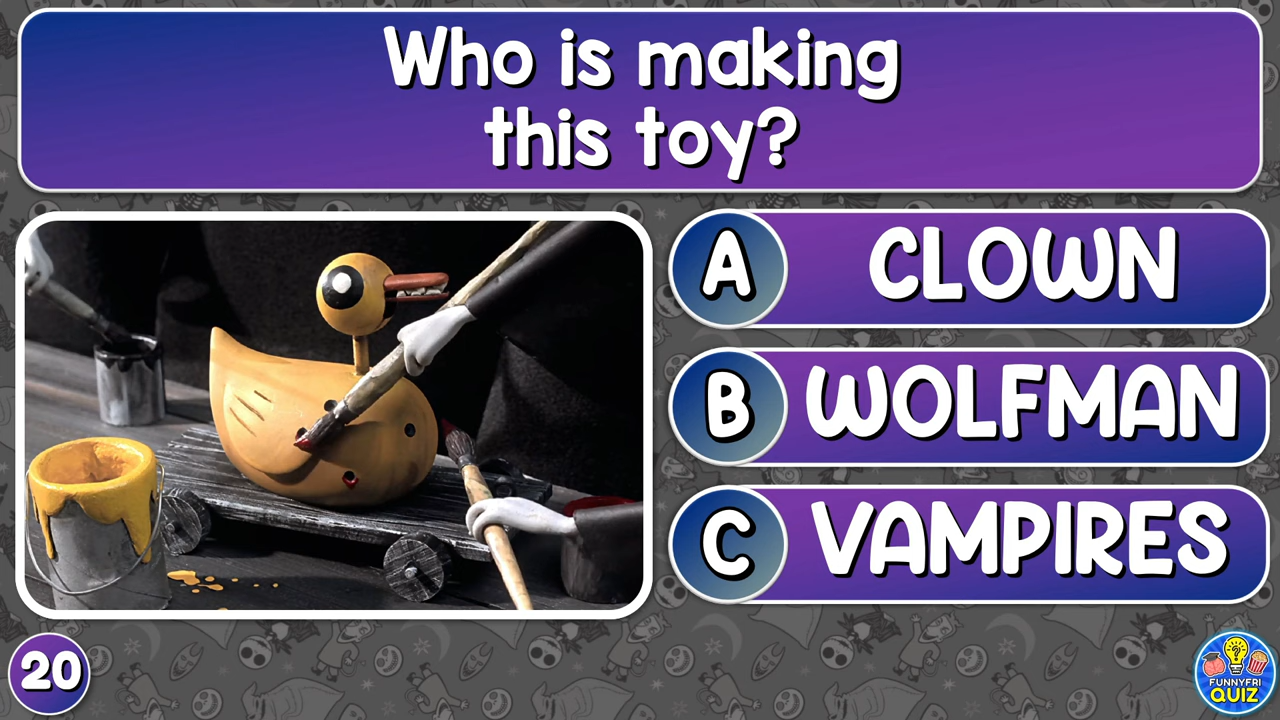 Who is making
this toy?
A CLOWN
B WOLFMAN
C VAMPIRES
20
FUNNYFRI
QUIZ